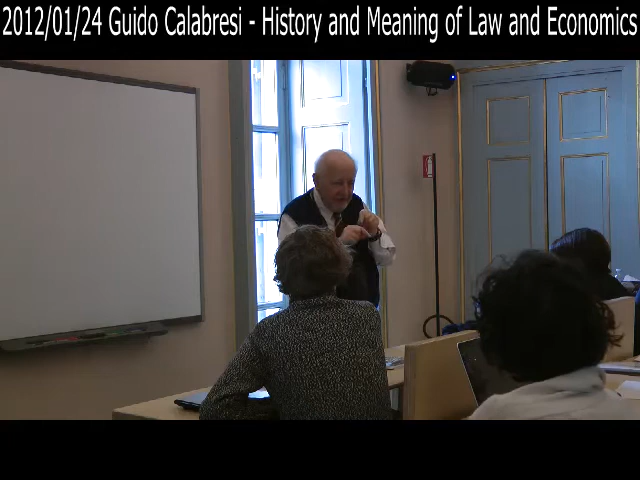 2012/01/24 Guido Calabresi - History and Meaning of Law and Economics